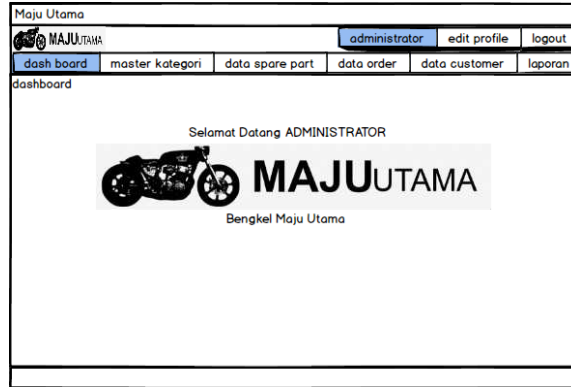 Maju Utama
MAJUUTAMA administrator edit profile logout
dash board master kategori data spare part data order data customer laporan
dashboard
Selamat Datang ADMINISTRATOR
MAJUUTAMA
Bengkel Maju Utama